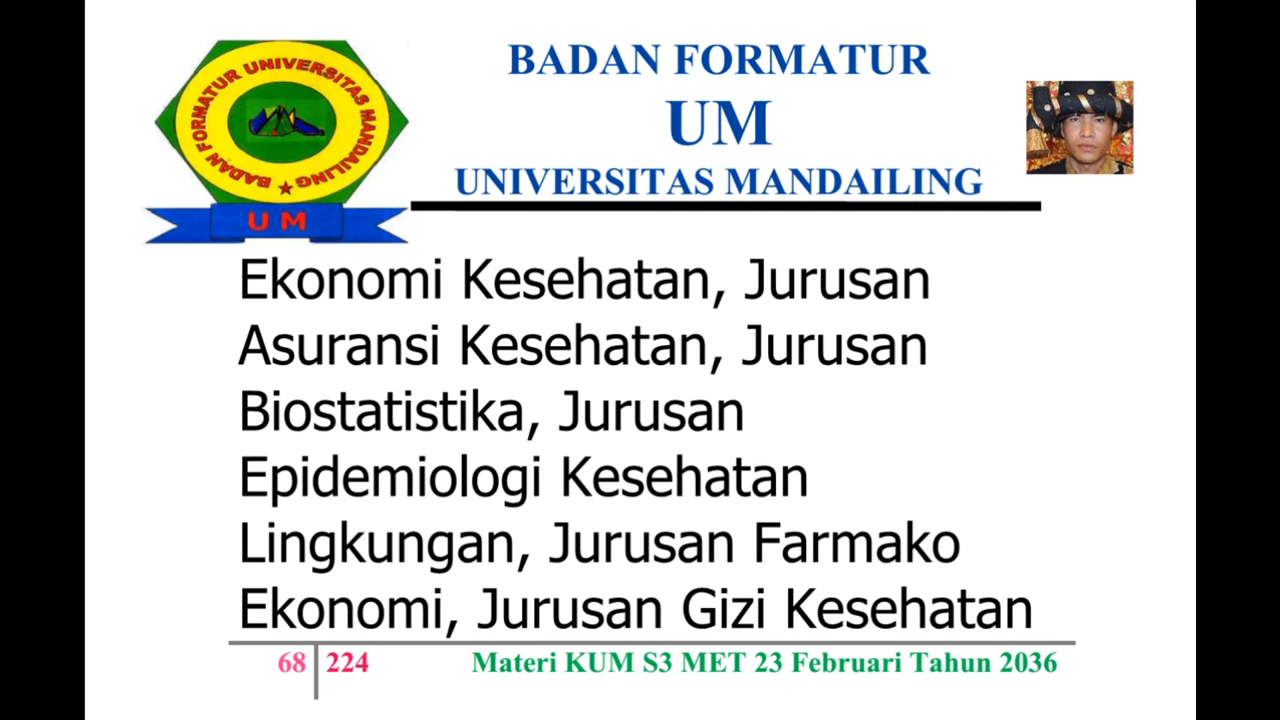 BADAN FORMATUR UNIVERSITAS MANDAILING
U M
BADAN FORMATUR
UM
UNIVERSITAS MANDAILING
Ekonomi Kesehatan, Jurusan
Asuransi Kesehatan, Jurusan
Biostatistika, Jurusan
Epidemiologi Kesehatan
Lingkungan, Jurusan Farmako
Ekonomi, Jurusan Gizi Kesehatan
68 224 Materi KUM S3 MET 23 Februari Tahun 2036